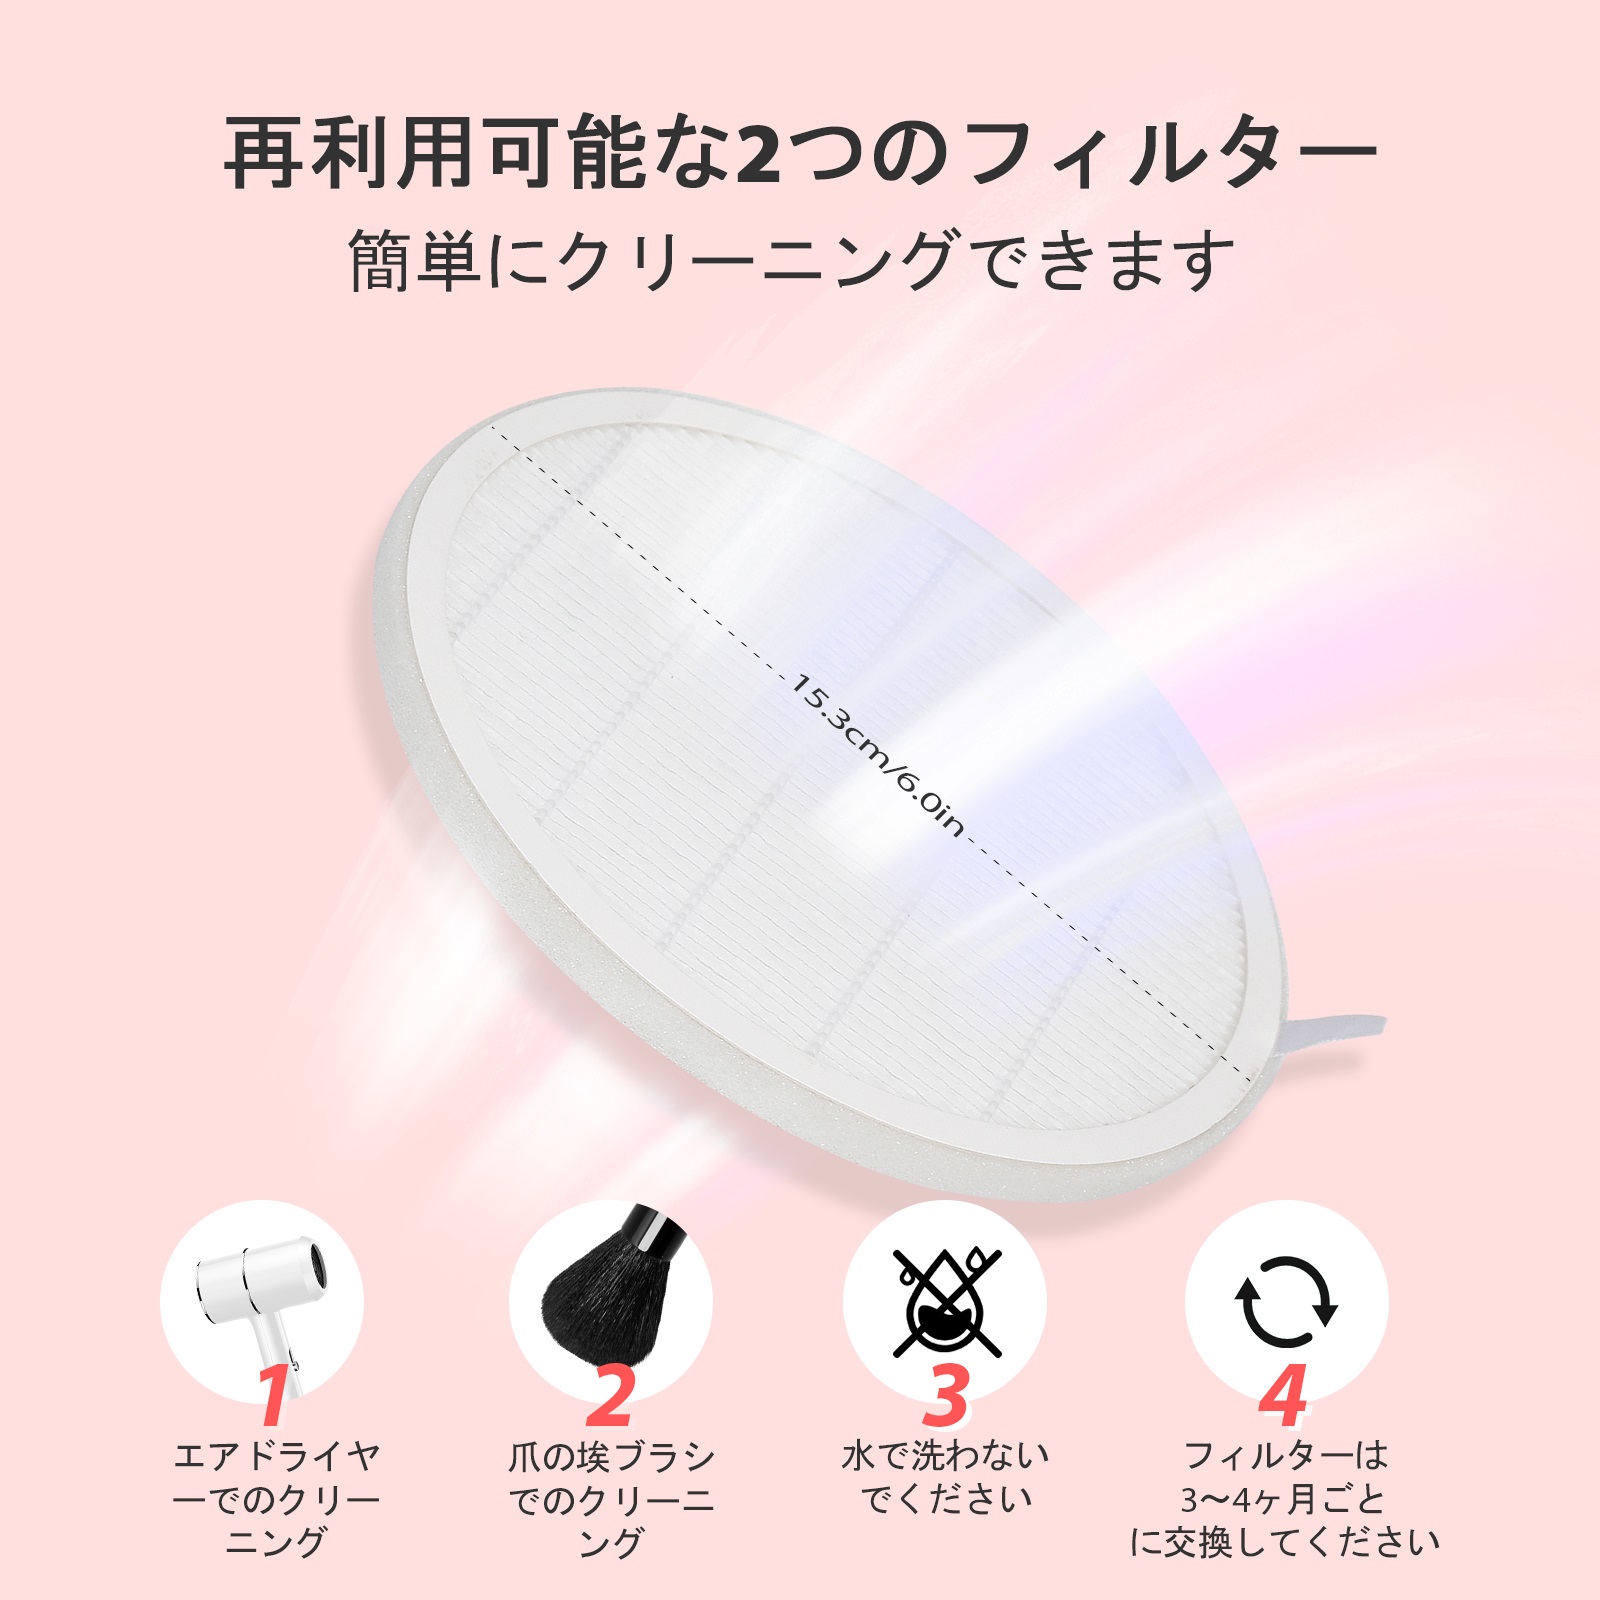 再利用可能な2つのフィルター
簡単にクリーニングできます
15.3cm/6.0in
1
エアドライヤ
ーでのクリー
ニング
2
爪の埃ブラシ
でのクリーニ
ング
3
水で洗わない
でください
4
フィルターは
3〜4ヶ月ごと
に交換してください